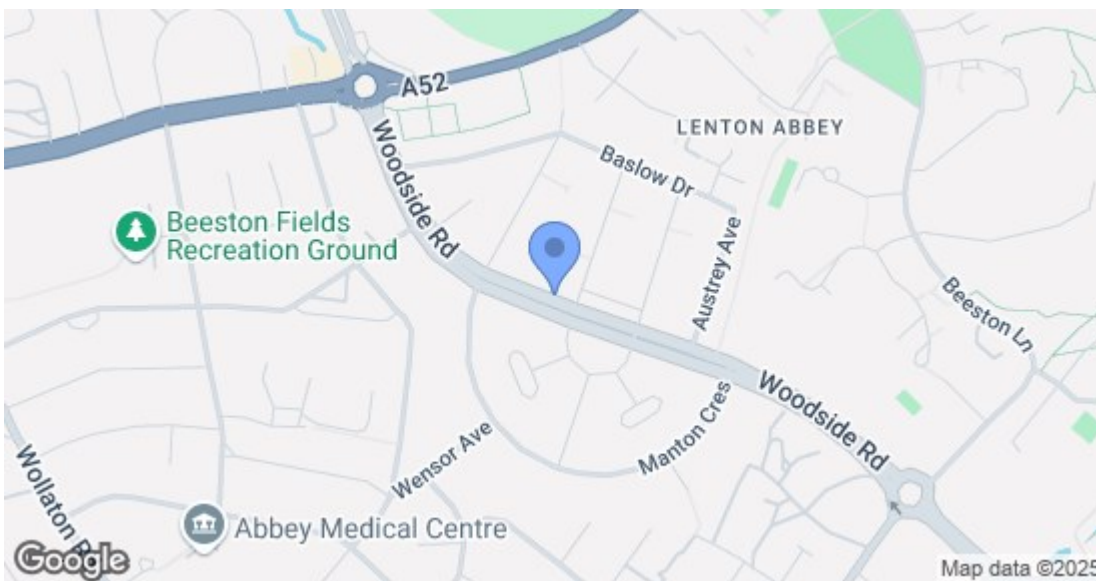 A52
Woodside Rd
LENTON ABBEY
Baslow Dr
Beeston Fields
Recreation Ground
Austrey Ave
Beeston Ln
Woodside Rd
Manton Cres
Wensor Ave
Wollaton R
Abbey Medical Centre
Google
Map data ©2025